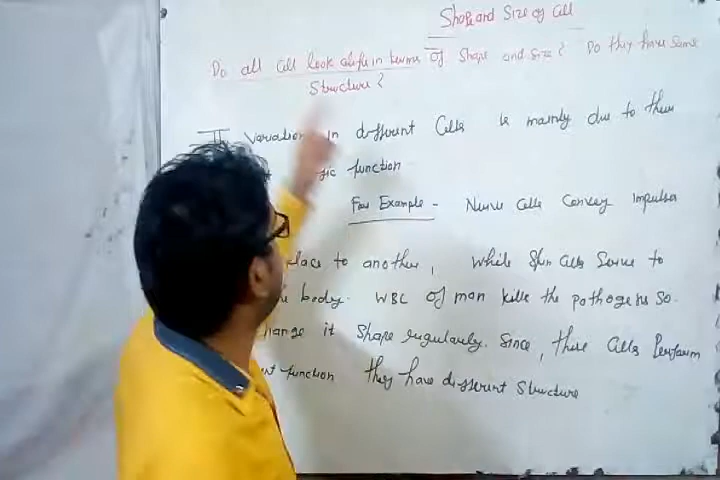 Shape and Size of Cell
Do all Cell look alike in terms of Shape and Size? Do they have same
Structure?
Variation in different Cells is mainly due to their
function
For Example - Nerve Cells Convey Impulses
place to another, while Skin Cells Serve to
body. WBC of man kills the pathogens so.
change it Shape regularly. Since, these Cells Perform
function they have different Structure